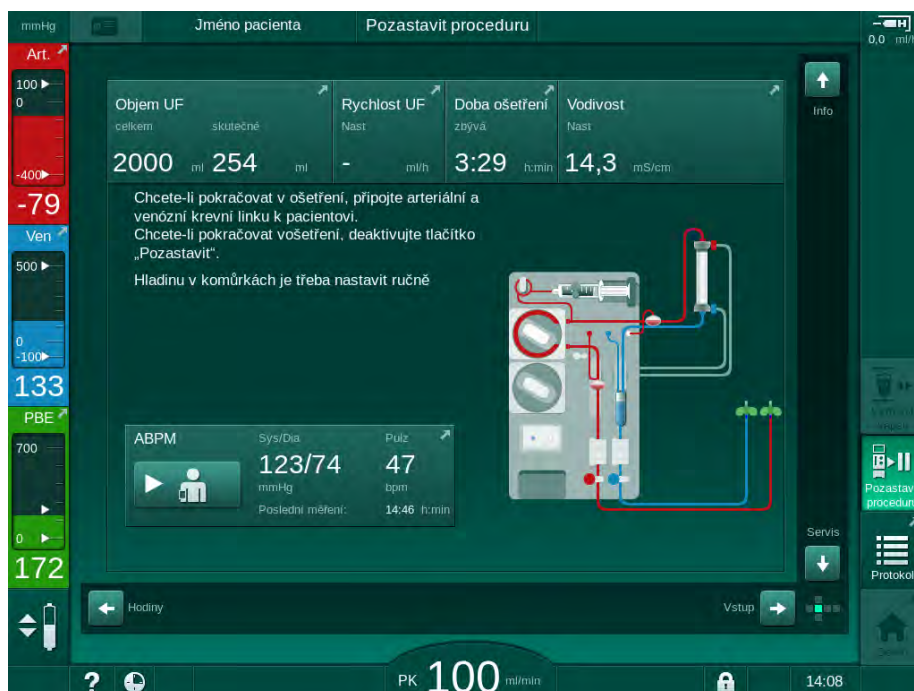 mmHg
Jméno pacienta
Pozastavit proceduru
0,0 ml/h
Art.
100
0
-400
-79
Ven
500
0
-100
133
PBE
700
0
172
Objem UF
celkem skutečné
2000 ml 254 ml
Rychlost UF
Nast
- ml/h
Doba ošetření
zbývá
3:29 h:min
Vodivost
Nast
14,3 mS/cm
Chcete-li pokračovat v ošetření, připojte arteriální a
venózní krevní linku k pacientovi.
Chcete-li pokračovat vošetření, deaktivujte tlačítko
„Pozastavit“.
Hladinu v komůrkách je třeba nastavit ručně
ABPM
Sys/Dia
123/74
mmHg
Pulz
47
bpm
Poslední měření: 14:46 h:min
Info
Servis
Pozastavi
proceduru
Protokol
Hodiny
Vstup
?
PK 100 ml/min
14:08